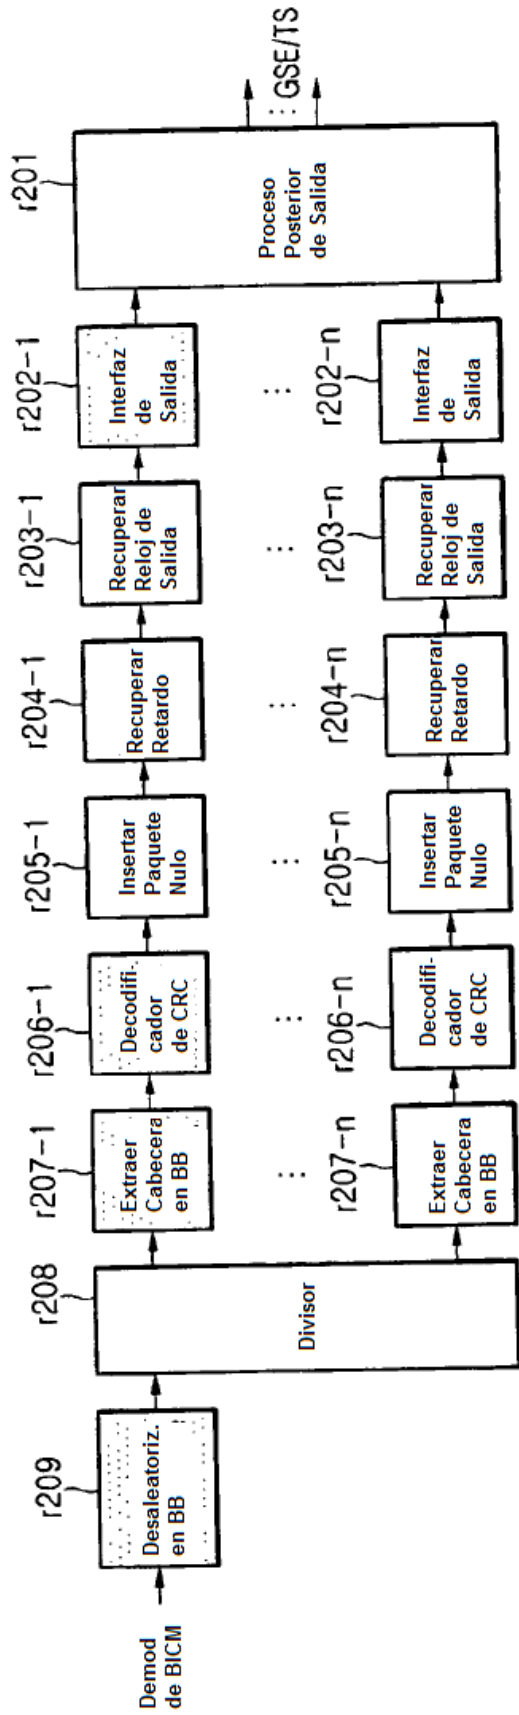 Demod
de BICM
r209
Desaleatoriz.
en BB
r208
Divisor
r207-1
Extraer
Cabecera
en BB
r206-1
Decodifi-
cador
de CRC
r205-1
Insertar
Paquete
Nulo
r204-1
Recuperar
Retardo
r203-1
Recuperar
Reloj de
Salida
r202-1
Interfaz
de
Salida
r207-n
Extraer
Cabecera
en BB
r206-n
Decodifi-
cador
de CRC
r205-n
Insertar
Paquete
Nulo
r204-n
Recuperar
Retardo
r203-n
Recuperar
Reloj de
Salida
r202-n
Interfaz
de
Salida
r201
Proceso
Posterior
de Salida
GSE/TS